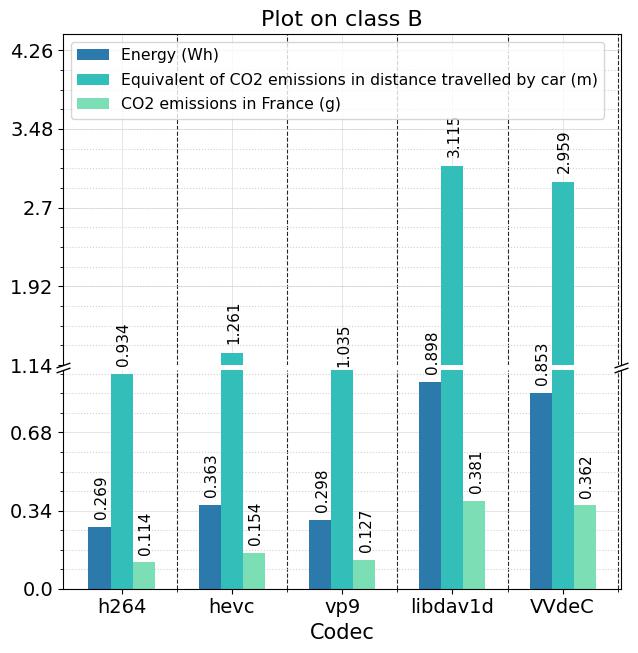 Plot on class B
Energy (Wh)
Equivalent of CO2 emissions in distance travelled by car (m)
CO2 emissions in France (g)
4.26
3.48
2.7
1.92
1.14
0.68
0.34
0.0
0.269
0.934
0.114
0.363
1.261
0.154
0.298
1.035
0.127
0.898
3.115
0.381
0.853
2.959
0.362
h264
hevc
vp9
libdav1d
VVdeC
Codec